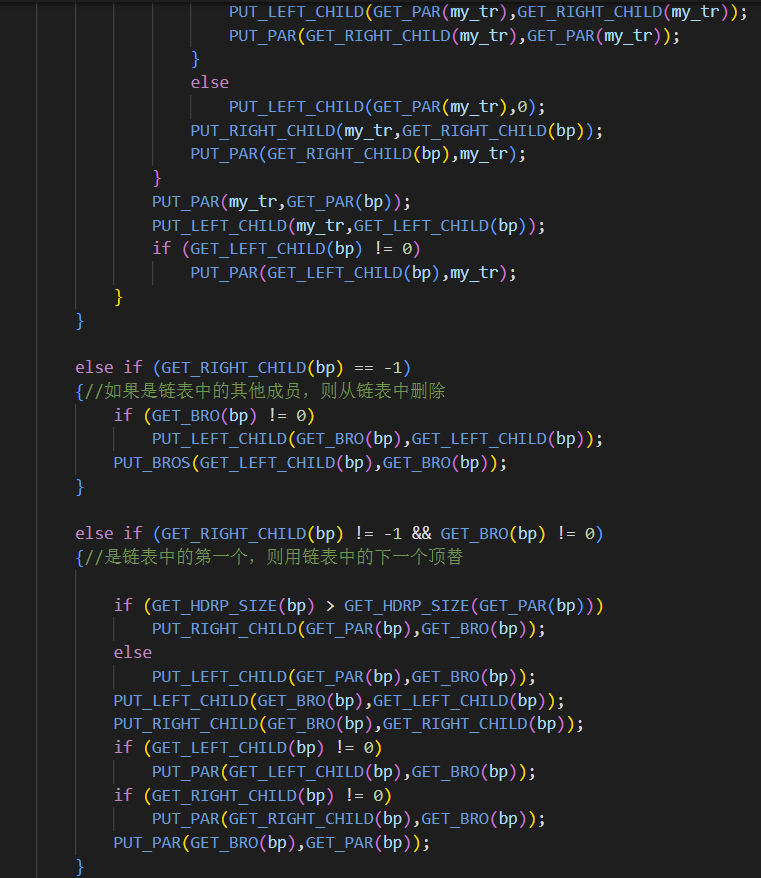 PUT_LEFT_CHILD(GET_PAR(my_tr),GET_RIGHT_CHILD(my_tr));
PUT_PAR(GET_RIGHT_CHILD(my_tr),GET_PAR(my_tr));
}
else
PUT_LEFT_CHILD(GET_PAR(my_tr),0);
PUT_RIGHT_CHILD(my_tr,GET_RIGHT_CHILD(bp));
PUT_PAR(GET_RIGHT_CHILD(bp),my_tr);
}
PUT_PAR(my_tr,GET_PAR(bp));
PUT_LEFT_CHILD(my_tr,GET_LEFT_CHILD(bp));
if (GET_LEFT_CHILD(bp) != 0)
PUT_PAR(GET_LEFT_CHILD(bp),my_tr);
}
}
else if (GET_RIGHT_CHILD(bp) == -1)
{//如果是链表中的其他成员，则从链表中删除
if (GET_BRO(bp) != 0)
PUT_LEFT_CHILD(GET_BRO(bp),GET_LEFT_CHILD(bp));
PUT_BROS(GET_LEFT_CHILD(bp),GET_BRO(bp));
}
else if (GET_RIGHT_CHILD(bp) != -1 && GET_BRO(bp) != 0)
{//是链表中的第一个，则用链表中的下一个顶替
if (GET_HDRP_SIZE(bp) > GET_HDRP_SIZE(GET_PAR(bp)))
PUT_RIGHT_CHILD(GET_PAR(bp),GET_BRO(bp));
else
PUT_LEFT_CHILD(GET_PAR(bp),GET_BRO(bp));
PUT_LEFT_CHILD(GET_BRO(bp),GET_LEFT_CHILD(bp));
PUT_RIGHT_CHILD(GET_BRO(bp),GET_RIGHT_CHILD(bp));
if (GET_LEFT_CHILD(bp) != 0)
PUT_PAR(GET_LEFT_CHILD(bp),GET_BRO(bp));
if (GET_RIGHT_CHILD(bp) != 0)
PUT_PAR(GET_RIGHT_CHILD(bp),GET_BRO(bp));
PUT_PAR(GET_BRO(bp),GET_PAR(bp));
}